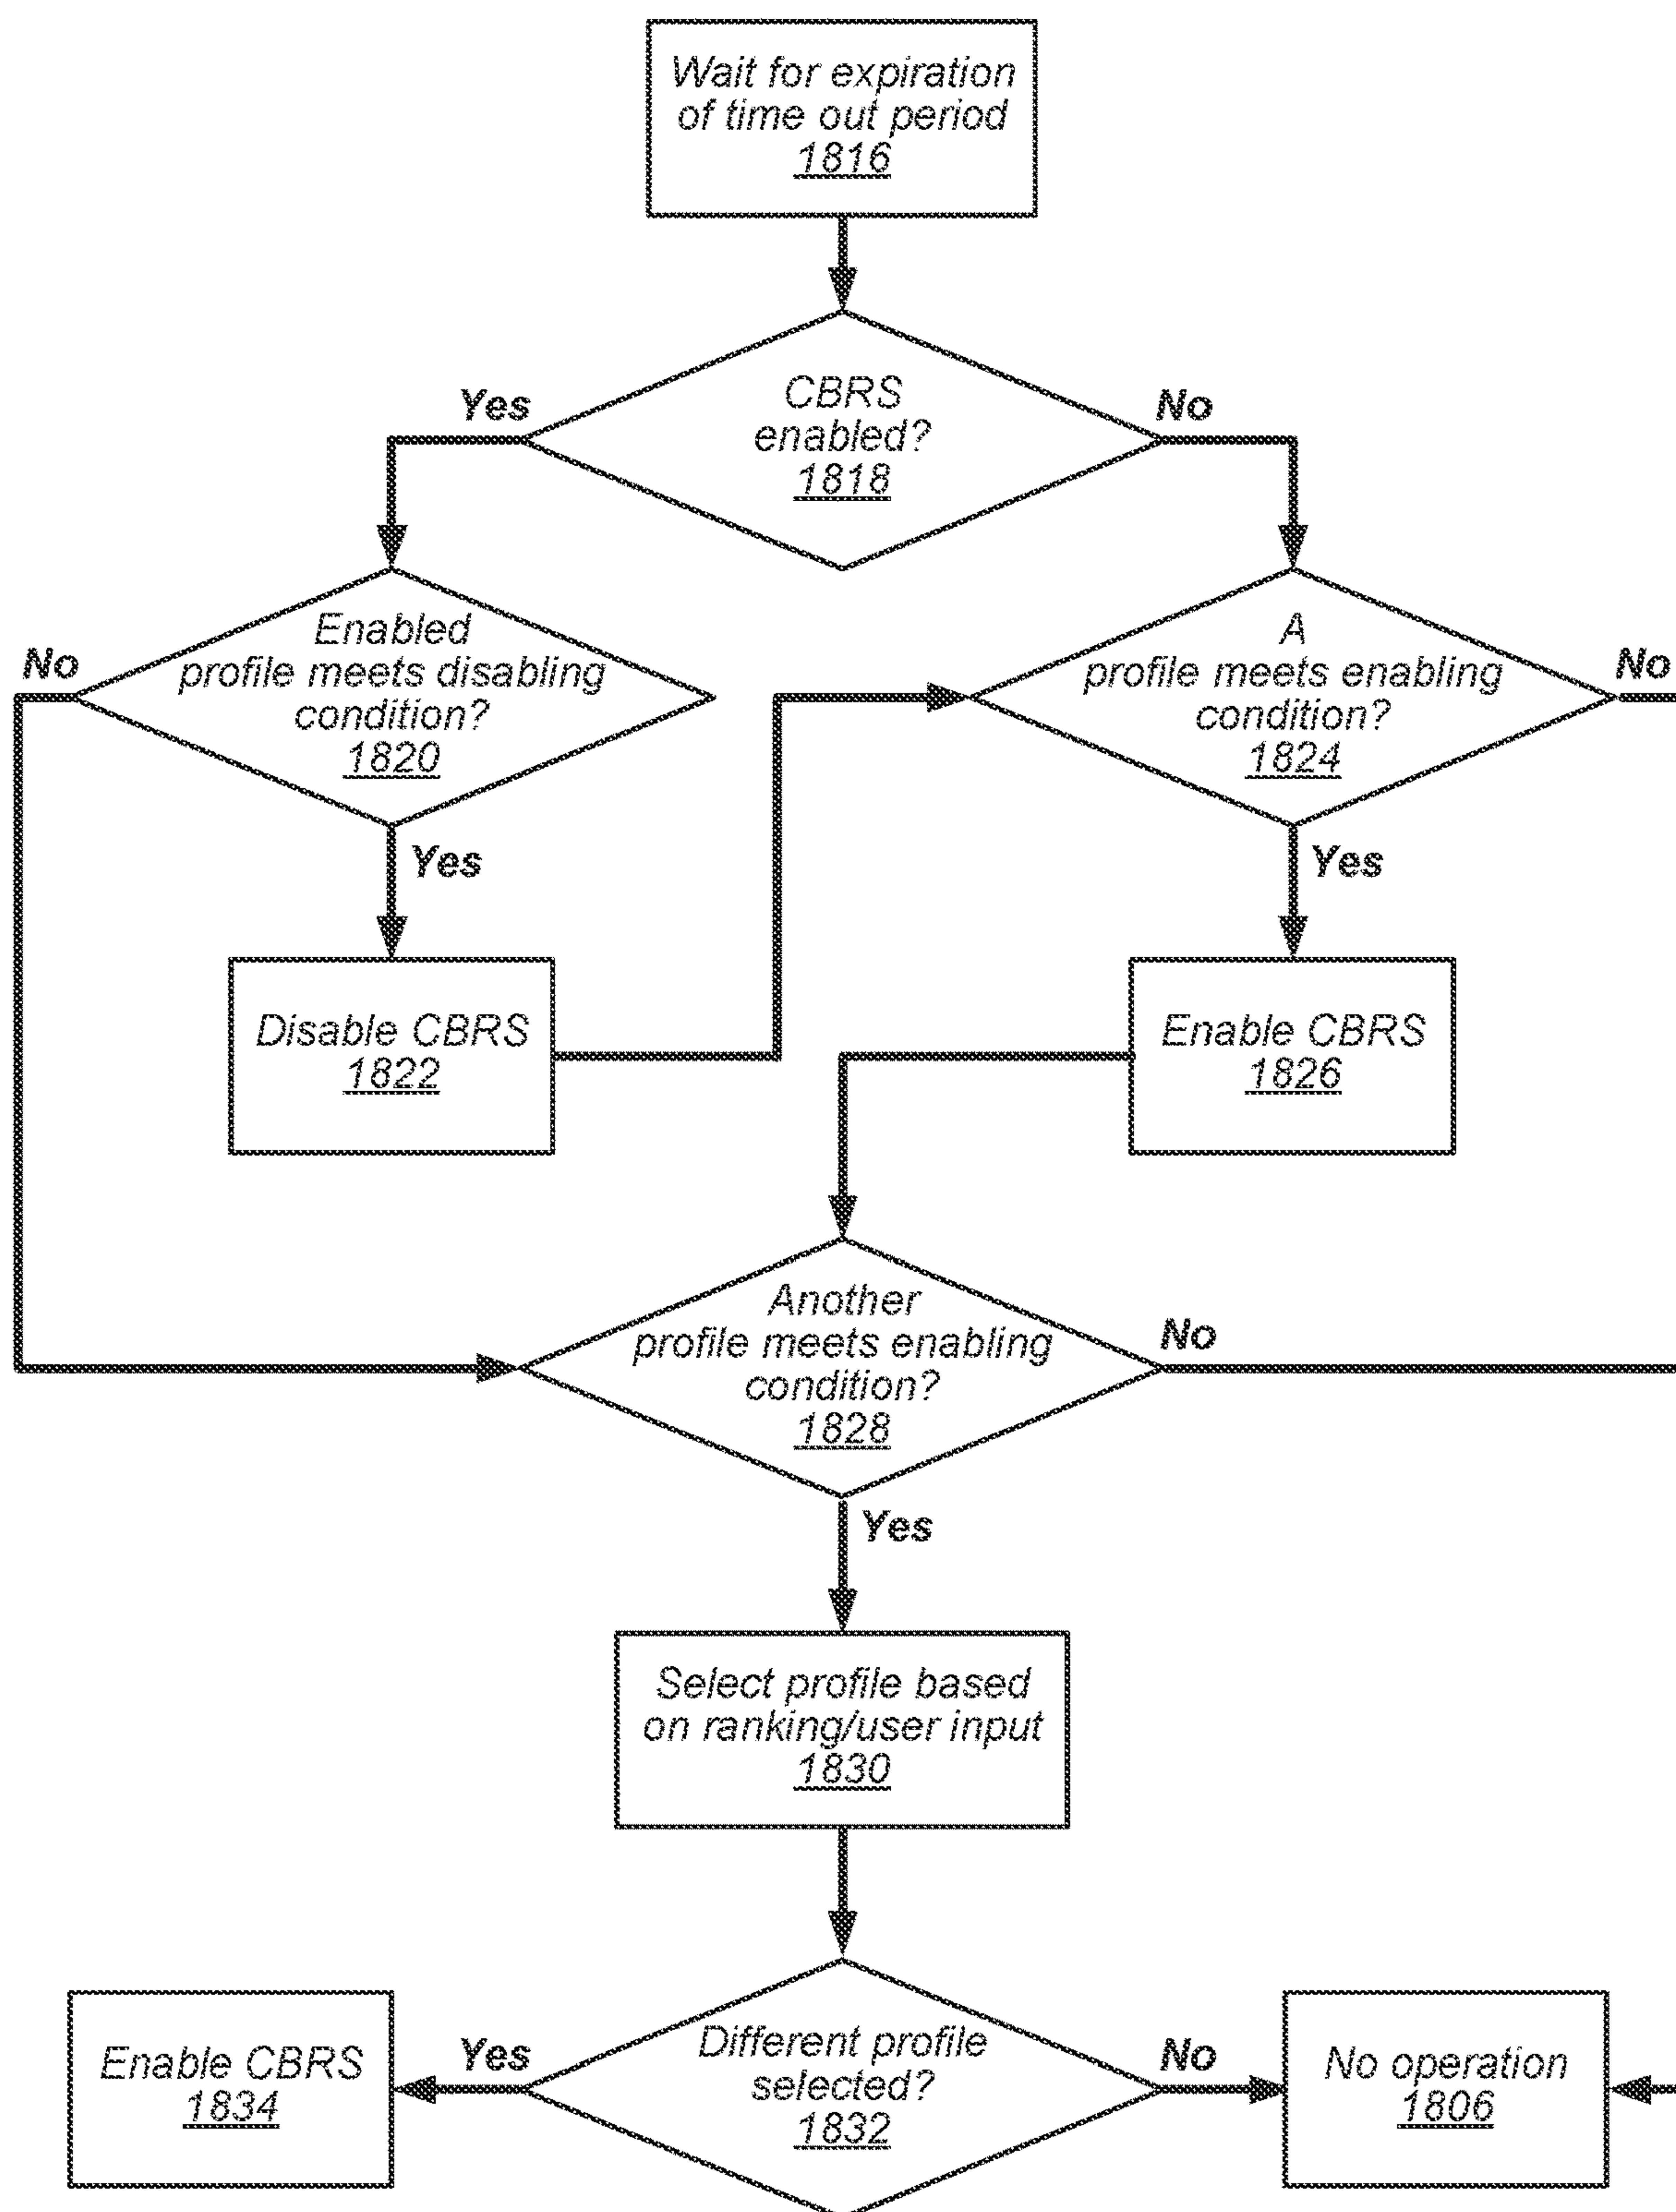 Wait for expiration
of time out period
1816
CBRS
enabled?
1818
Yes
No
Enabled
profile meets disabling
condition?
1820
No
Yes
A
profile meets enabling
condition?
1824
No
Yes
Disable CBRS
1822
Enable CBRS
1826
Another
profile meets enabling
condition?
1828
No
Yes
Select profile based
on ranking/user input
1830
Different profile
selected?
1832
Yes
No
Enable CBRS
1834
No operation
1806